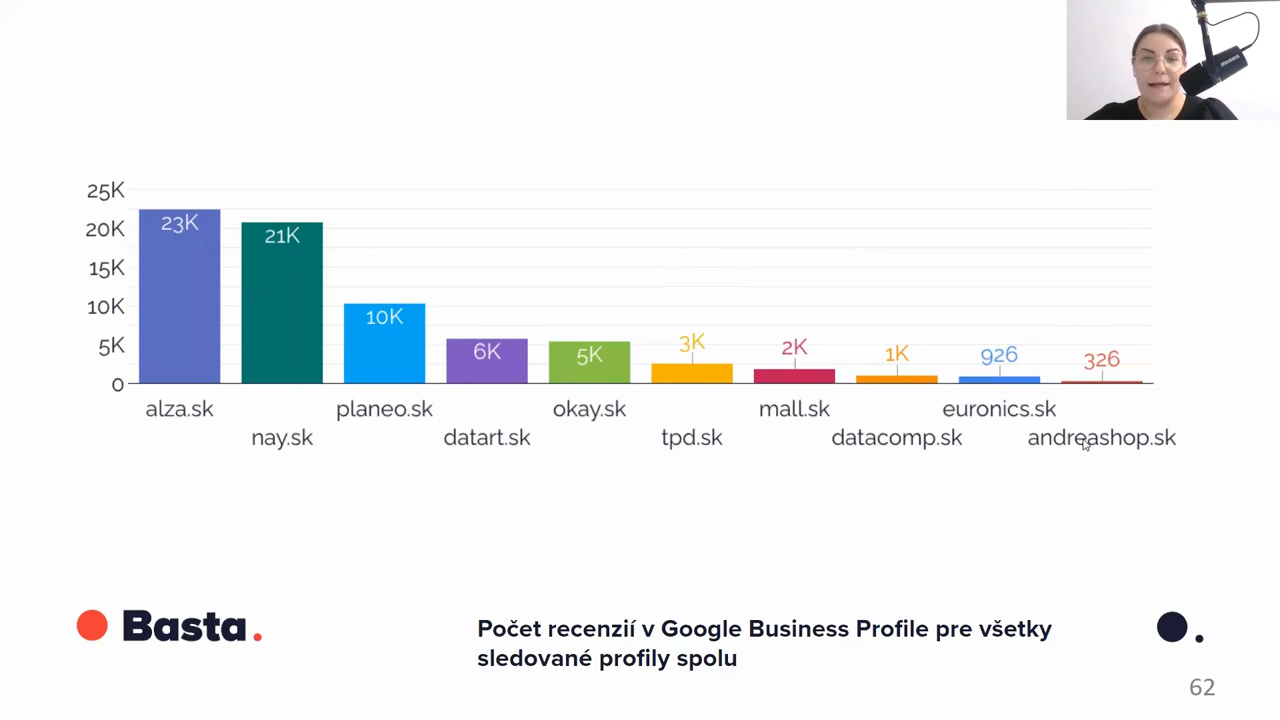 25K
20K
15K
10K
5K
0
23K
21K
10K
6K
5K
3K
2K
1K
926
326
alza.sk
nay.sk
planeo.sk
datart.sk
okay.sk
tpd.sk
mall.sk
datacomp.sk
euronics.sk
andreashop.sk
Basta.
Počet recenzií v Google Business Profile pre všetky
sledované profily spolu
62